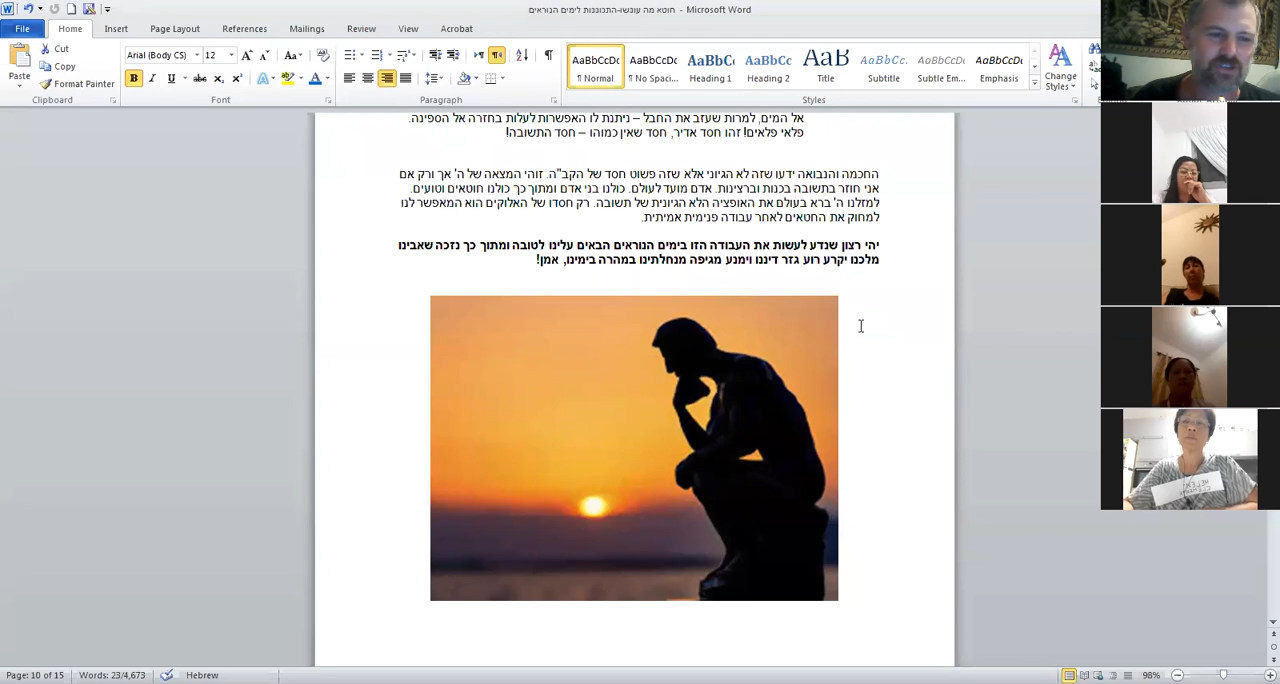 חוטא מה עונשו-התכווננות לימים הנוראים - Microsoft Word
File Home Insert Page Layout References Mailings Review View Acrobat
Paste
Cut
Copy
Format Painter
Clipboard
Arial (Body CS) 12
Font
Paragraph
AaBbCcDc AaBbCcDc AaBbC AaBbCc AaB AaBbCc. AaBbCcDc AaBbCcDc
¶ Normal ¶ No Spaci... Heading 1 Heading 2 Title Subtitle Subtle Em... Emphasis
Styles
Change
Styles
אל המים, למרות שעזב את החבל – ניתנת לו האפשרות לעלות בחזרה אל הספינה.
פלאי פלאים! זהו חסד אדיר, חסד שאין כמוהו – חסד התשובה!
החכמה והנבואה ידעו שזה לא הגיוני אלא שזה פשוט חסד של הקב"ה. זוהי המצאה של ה' אך ורק אם
אני חוזר בתשובה בכנות וברצינות. אדם מועד לעולם. כולנו בני אדם ומתוך כך כולנו חוטאים וטועים.
למזלנו ה' ברא בעולם את האופציה הלא הגיונית של תשובה. רק חסדו של האלוקים הוא המאפשר לנו
למחוק את החטאים לאחר עבודה פנימית אמיתית.
יהי רצון שנדע לעשות את העבודה הזו בימים הנוראים הבאים עלינו לטובה ומתוך כך נזכה שאבינו
מלכנו יקרע רוע גזר דיננו וימנע מגיפה מנחלתינו במהרה בימינו, אמן!
Page: 10 of 15 Words: 23/4,673 Hebrew 98%